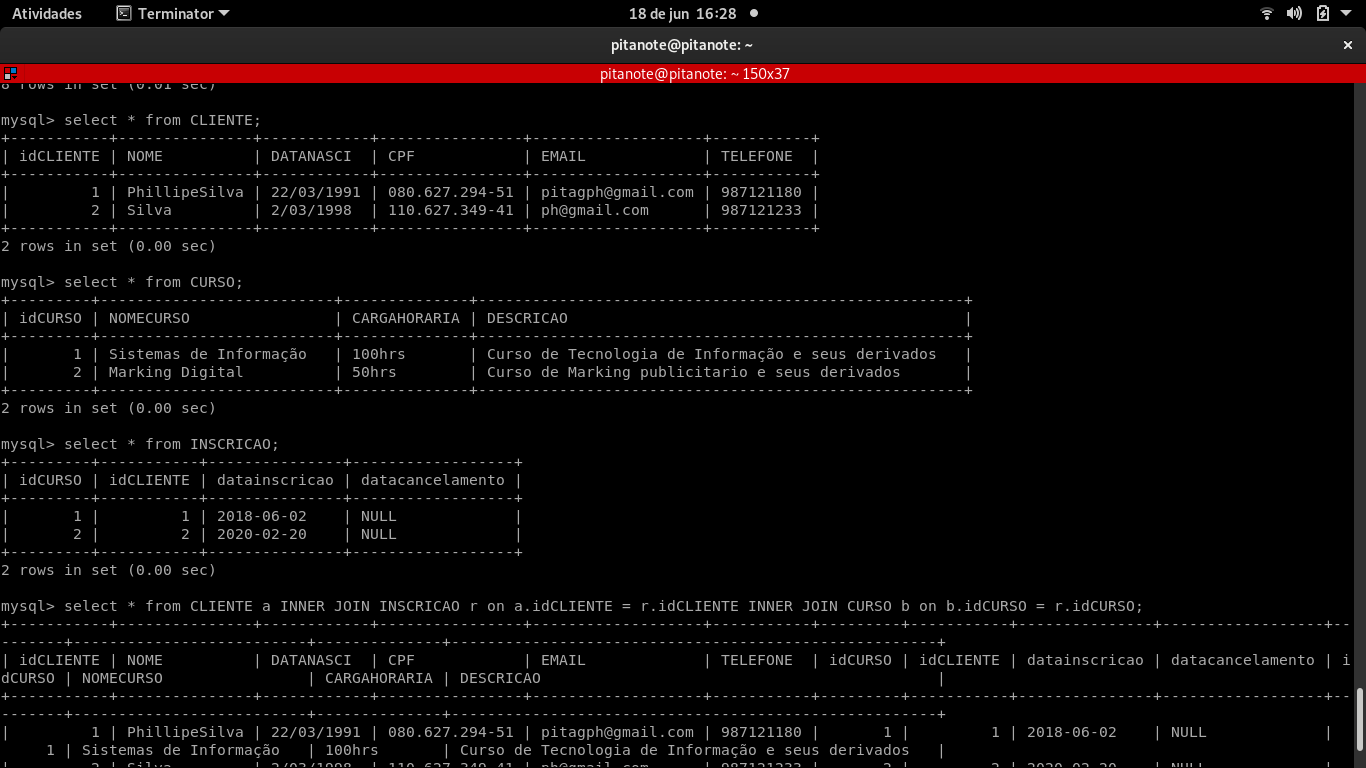 Atividades Terminator 18 de jun 16:28
pitanote@pitanote: ~
pitanote@pitanote: ~ 150x37
8 rows in set (0.01 sec)
mysql> select * from CLIENTE;
+-----------+---------------+------------+----------------+-------------------+-----------+
| idCLIENTE | NOME          | DATANASCI  | CPF            | EMAIL             | TELEFONE  |
+-----------+---------------+------------+----------------+-------------------+-----------+
|         1 | PhillipeSilva | 22/03/1991 | 080.627.294-51 | pitagph@gmail.com | 987121180 |
|         2 | Silva         | 2/03/1998  | 110.627.349-41 | ph@gmail.com      | 987121233 |
+-----------+---------------+------------+----------------+-------------------+-----------+
2 rows in set (0.00 sec)
mysql> select * from CURSO;
+---------+--------------------------+--------------+------------------------------------------------------+
| idCURSO | NOMECURSO                | CARGAHORARIA | DESCRICAO                                            |
+---------+--------------------------+--------------+------------------------------------------------------+
|       1 | Sistemas de Informação   | 100hrs       | Curso de Tecnologia de Informação e seus derivados   |
|       2 | Marking Digital          | 50hrs        | Curso de Marking publicitario e seus derivados       |
+---------+--------------------------+--------------+------------------------------------------------------+
2 rows in set (0.00 sec)
mysql> select * from INSCRICAO;
+---------+-----------+---------------+------------------+
| idCURSO | idCLIENTE | datainscricao | datacancelamento |
+---------+-----------+---------------+------------------+
|       1 |         1 | 2018-06-02    | NULL             |
|       2 |         2 | 2020-02-20    | NULL             |
+---------+-----------+---------------+------------------+
2 rows in set (0.00 sec)
mysql> select * from CLIENTE a INNER JOIN INSCRICAO r on a.idCLIENTE = r.idCLIENTE INNER JOIN CURSO b on b.idCURSO = r.idCURSO;
+-----------+---------------+------------+----------------+-------------------+-----------+---------+-----------+---------------+------------------+--
-------+--------------------------+--------------+------------------------------------------------------+
| idCLIENTE | NOME          | DATANASCI  | CPF            | EMAIL             | TELEFONE  | idCURSO | idCLIENTE | datainscricao | datacancelamento | i
dCURSO | NOMECURSO                | CARGAHORARIA | DESCRICAO                                            |
+-----------+---------------+------------+----------------+-------------------+-----------+---------+-----------+---------------+------------------+--
-------+--------------------------+--------------+------------------------------------------------------+
|         1 | PhillipeSilva | 22/03/1991 | 080.627.294-51 | pitagph@gmail.com | 987121180 |       1 |         1 | 2018-06-02    | NULL             |
     1 | Sistemas de Informação   | 100hrs       | Curso de Tecnologia de Informação e seus derivados   |
|         2 | Silva         | 2/03/1998  | 110.627.349-41 | ph@gmail.com      | 987121233 |       2 |         2 | 2020-02-20    | NULL             |